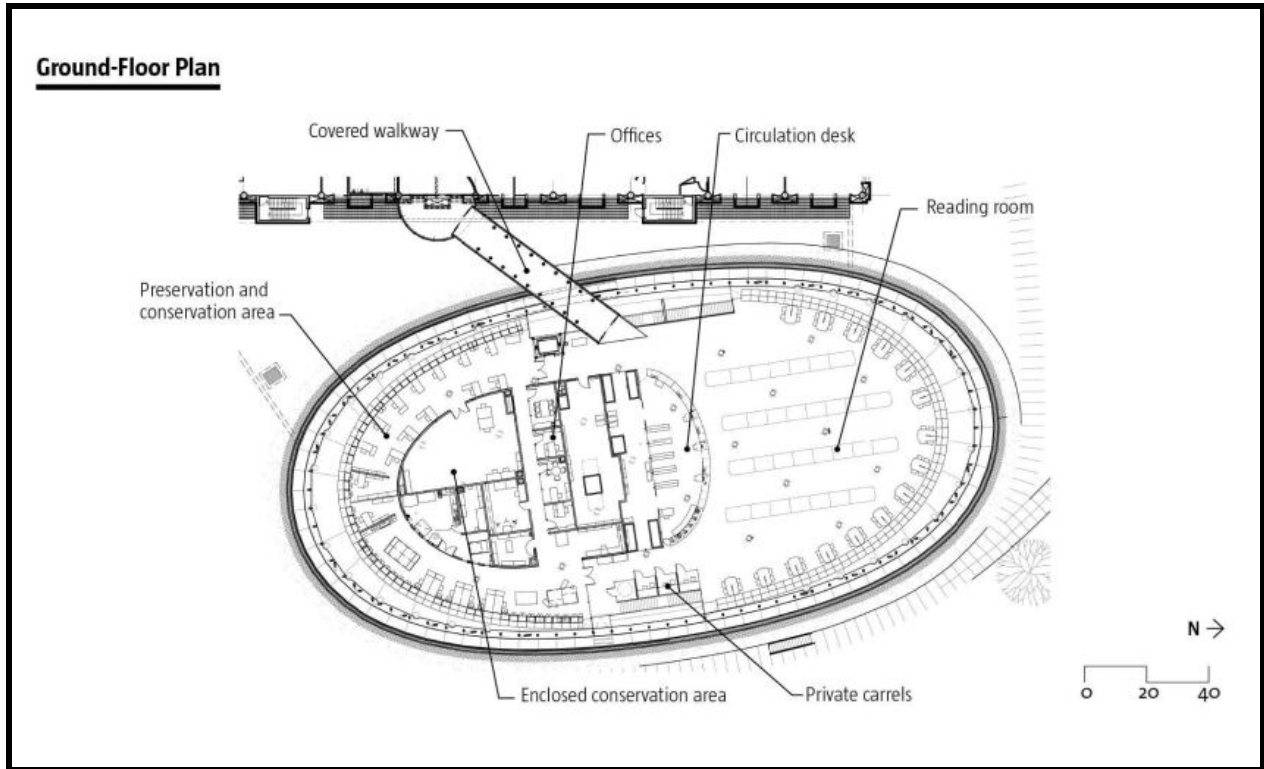 Ground-Floor Plan
Covered walkway
Offices
Circulation desk
Reading room
Preservation and
conservation area
N
0 20 40
Enclosed conservation area
Private carrels